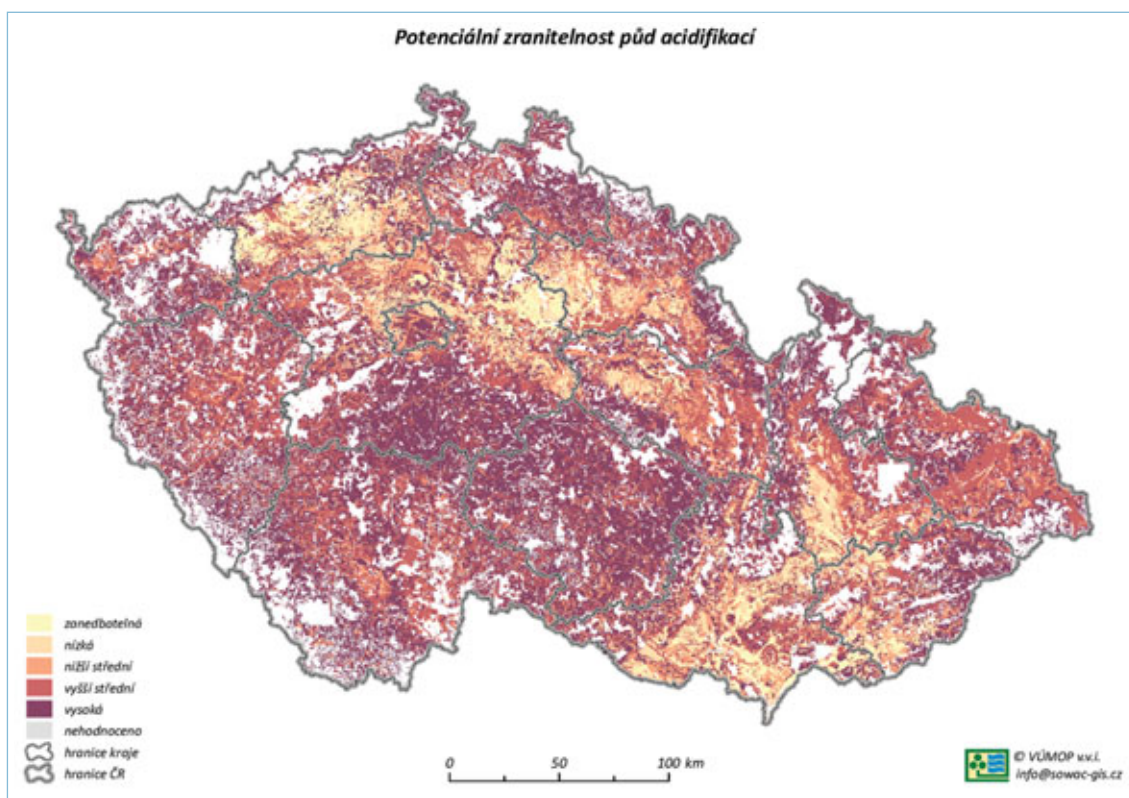 Potenciální zranitelnost půd acidifikací
zanedbatelná
nízká
nižší střední
vyšší střední
vysoká
nehodnoceno
hranice kraje
hranice ČR
0 50 100 km
© VÚMOP v.v.i.
info@sowac-gis.cz